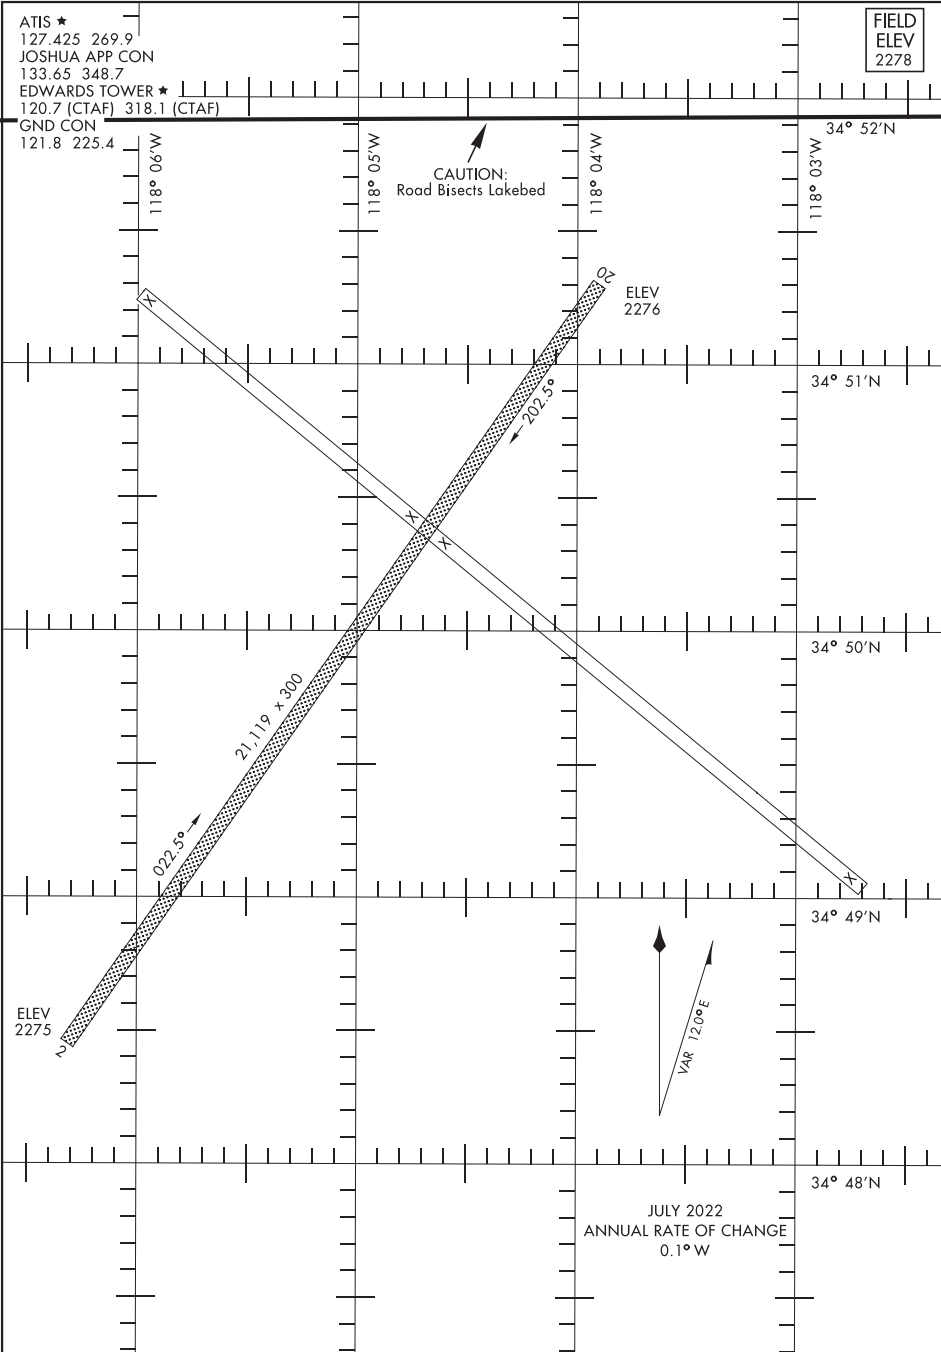 ATIS ★
127.425 269.9
JOSHUA APP CON
133.65 348.7
EDWARDS TOWER ★
120.7 (CTAF) 318.1 (CTAF)
GND CON
121.8 225.4
FIELD
ELEV
2278
34° 52'N
118° 06'W
118° 05'W
118° 04'W
118° 03'W
CAUTION:
Road Bisects Lakebed
X
20
ELEV
2276
34° 51'N
202.5°
X
X
34° 50'N
21,119 x 300
022.5°
X
34° 49'N
ELEV
2275
2
VAR 12.0° E
34° 48'N
JULY 2022
ANNUAL RATE OF CHANGE
0.1° W